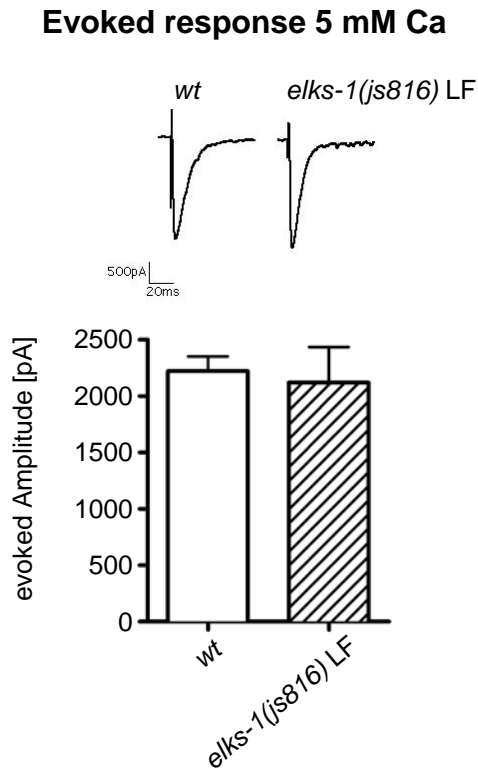 Evoked response 5 mM Ca
wt
elks-1(js816) LF
500pA
20ms
evoked Amplitude [pA]
2500
2000
1500
1000
500
0
wt
elks-1(js816) LF